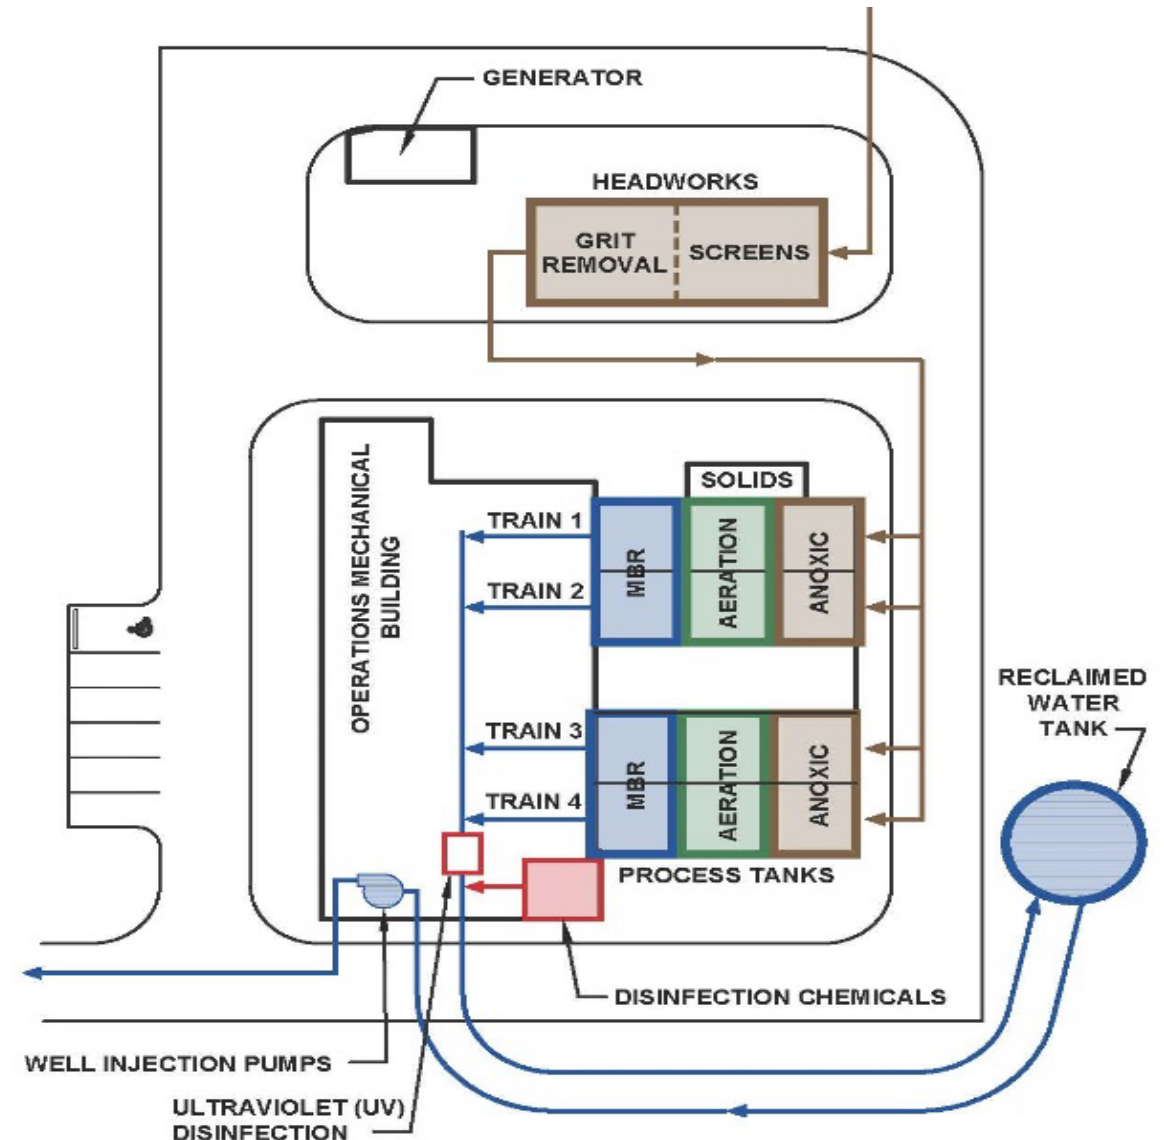 GENERATOR
HEADWORKS
GRIT
REMOVAL
SCREENS
OPERATIONS MECHANICAL
BUILDING
SOLIDS
TRAIN 1
TRAIN 2
MBR
AERATION
ANOXIC
TRAIN 3
TRAIN 4
MBR
AERATION
ANOXIC
PROCESS TANKS
RECLAIMED
WATER
TANK
DISINFECTION CHEMICALS
WELL INJECTION PUMPS
ULTRAVIOLET (UV)
DISINFECTION